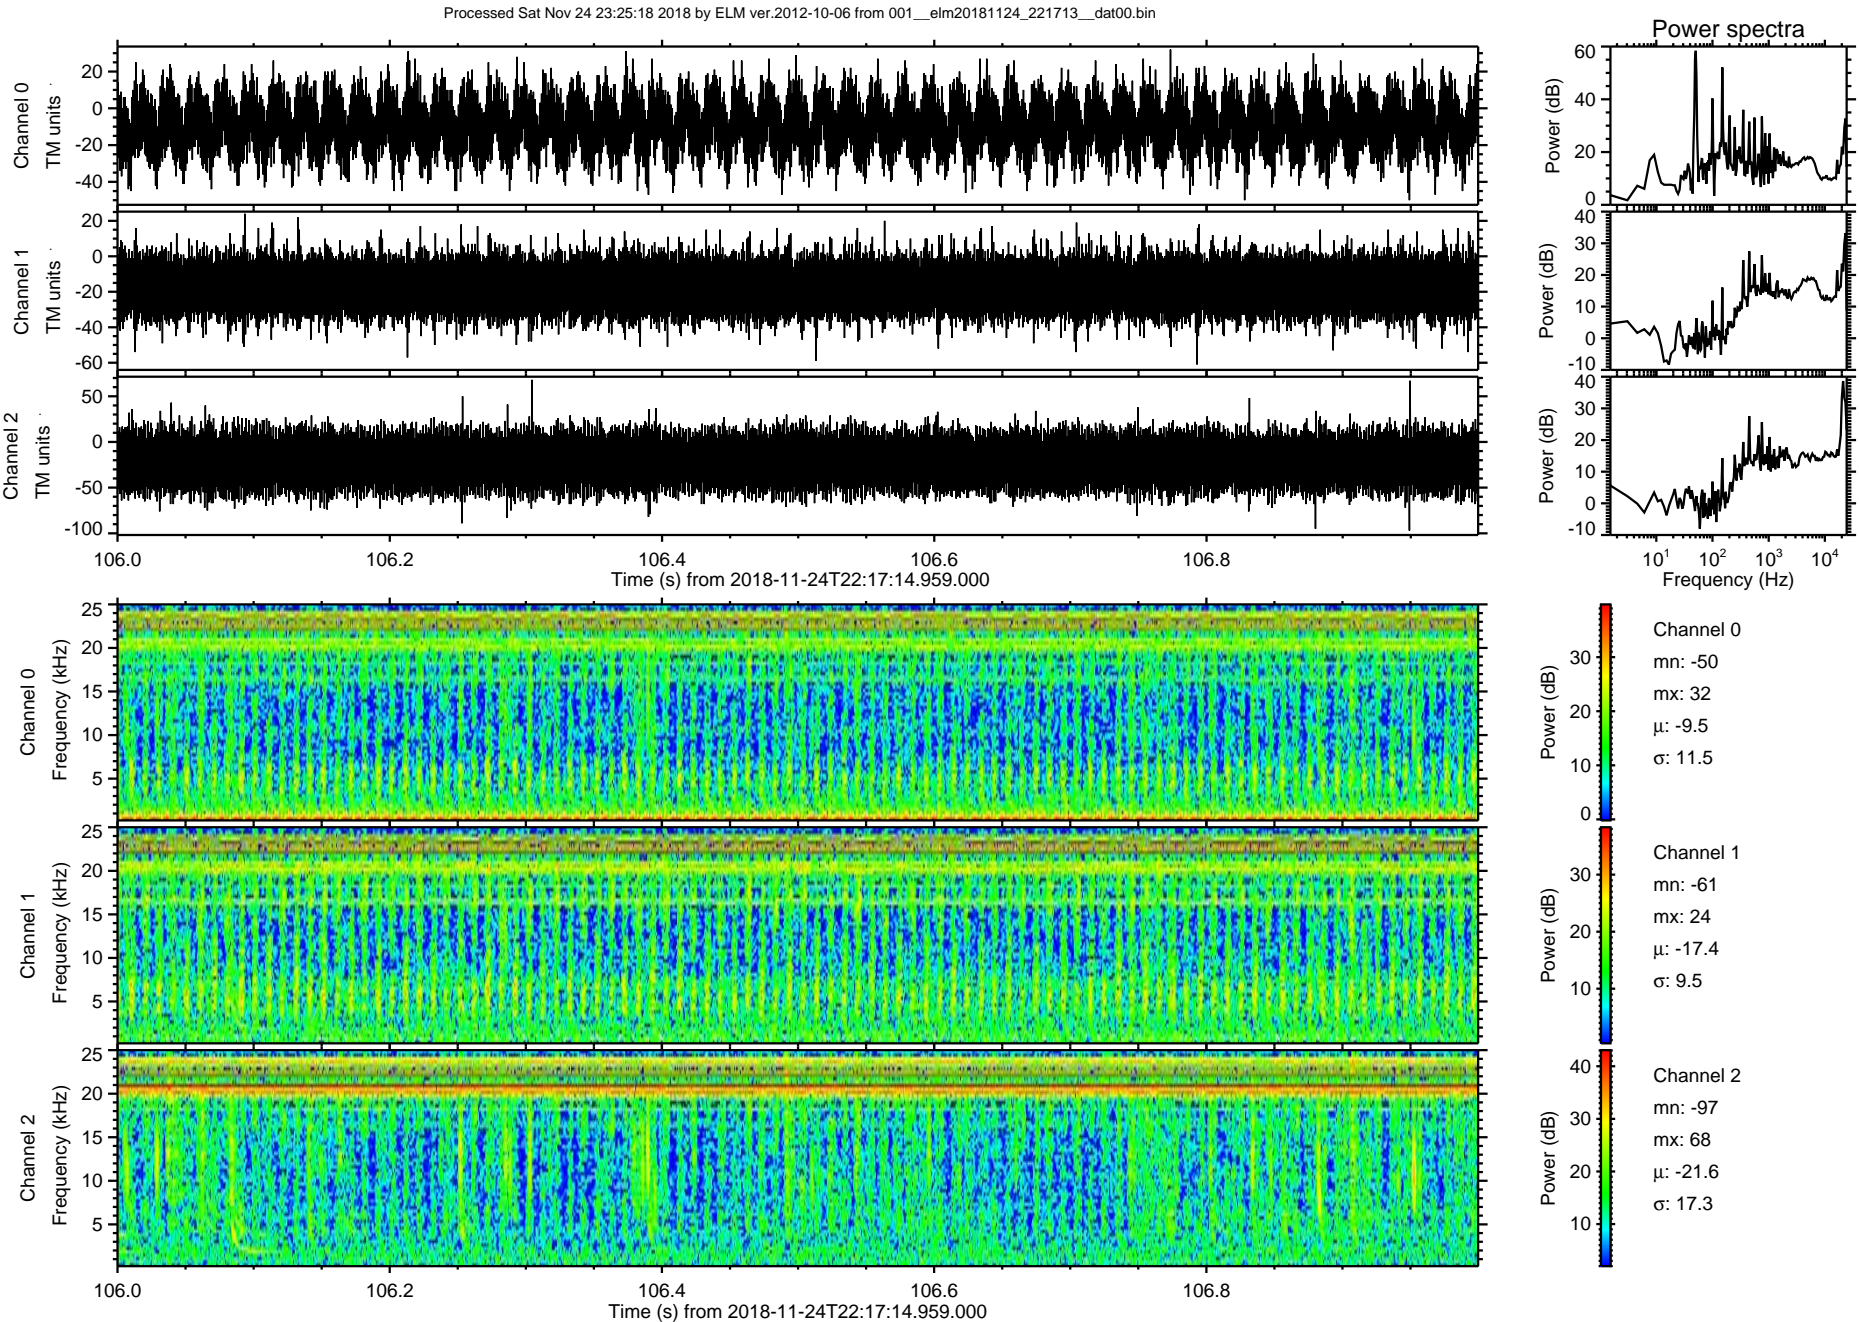 Processed Sat Nov 24 23:25:18 2018 by ELM ver.2012-10-06 from 001__elm20181124_221713__dat00.bin
Power spectra
Channel 0
TM units
20
0
-20
-40
Power (dB)
60
40
20
0
Channel 1
TM units
20
0
-20
-40
-60
Power (dB)
40
30
20
10
0
-10
Channel 2
TM units
50
0
-50
-100
Power (dB)
40
30
20
10
0
-10
106.0 106.2 106.4 106.6 106.8
Time (s) from 2018-11-24T22:17:14.959.000
10^1 10^2 10^3 10^4
Frequency (Hz)
Channel 0
Frequency (kHz)
25
20
15
10
5
Power (dB)
30
20
10
0
Channel 0
mn: -50
mx: 32
µ: -9.5
σ: 11.5
Channel 1
Frequency (kHz)
25
20
15
10
5
Power (dB)
30
20
10
Channel 1
mn: -61
mx: 24
µ: -17.4
σ: 9.5
Channel 2
Frequency (kHz)
25
20
15
10
5
Power (dB)
40
30
20
10
Channel 2
mn: -97
mx: 68
µ: -21.6
σ: 17.3
106.0 106.2 106.4 106.6 106.8
Time (s) from 2018-11-24T22:17:14.959.000